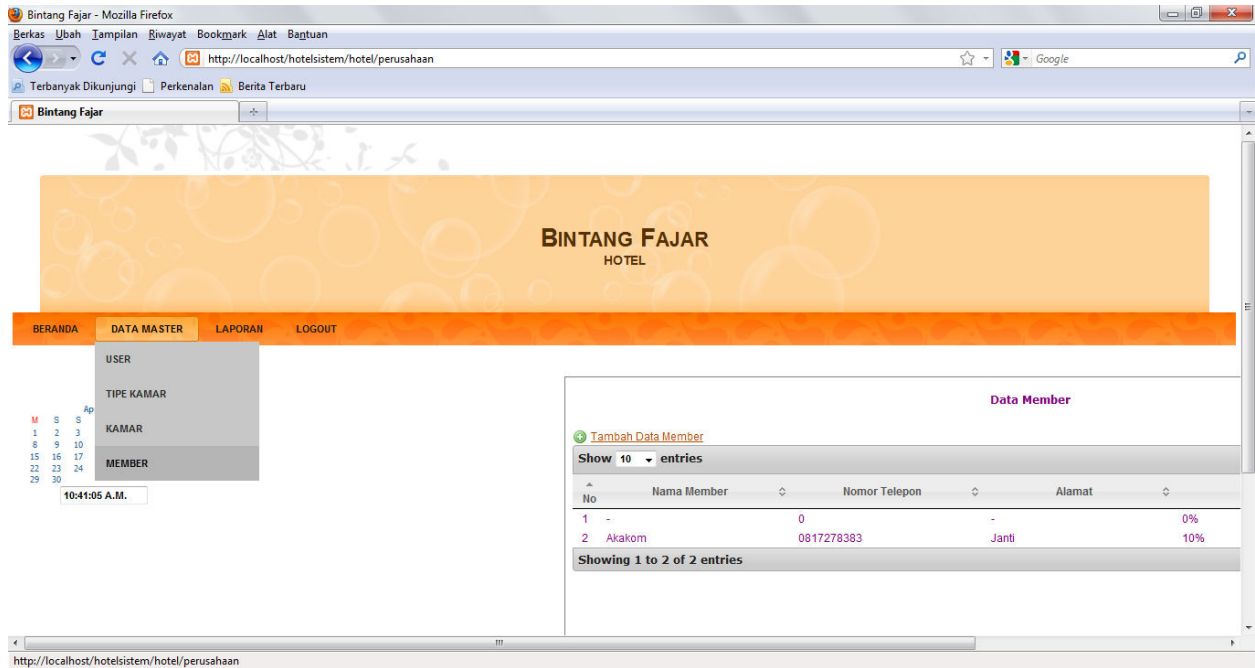 Bintang Fajar - Mozilla Firefox
Berkas Ubah Tampilan Riwayat Bookmark Alat Bantuan
http://localhost/hotelsistem/hotel/perusahaan
Google
Terbanyak Dikunjungi Perkenalan Berita Terbaru
Bintang Fajar
BINTANG FAJAR
HOTEL
BERANDA DATA MASTER LAPORAN LOGOUT
USER
TIPE KAMAR
KAMAR
MEMBER
Ap
M S S
1 2 3
8 9 10
15 16 17
22 23 24
29 30
10:41:05 A.M.
Data Member
Tambah Data Member
Show 10 entries
No Nama Member Nomor Telepon Alamat
1 - 0 - 0%
2 Akakom 0817278383 Janti 10%
Showing 1 to 2 of 2 entries
http://localhost/hotelsistem/hotel/perusahaan